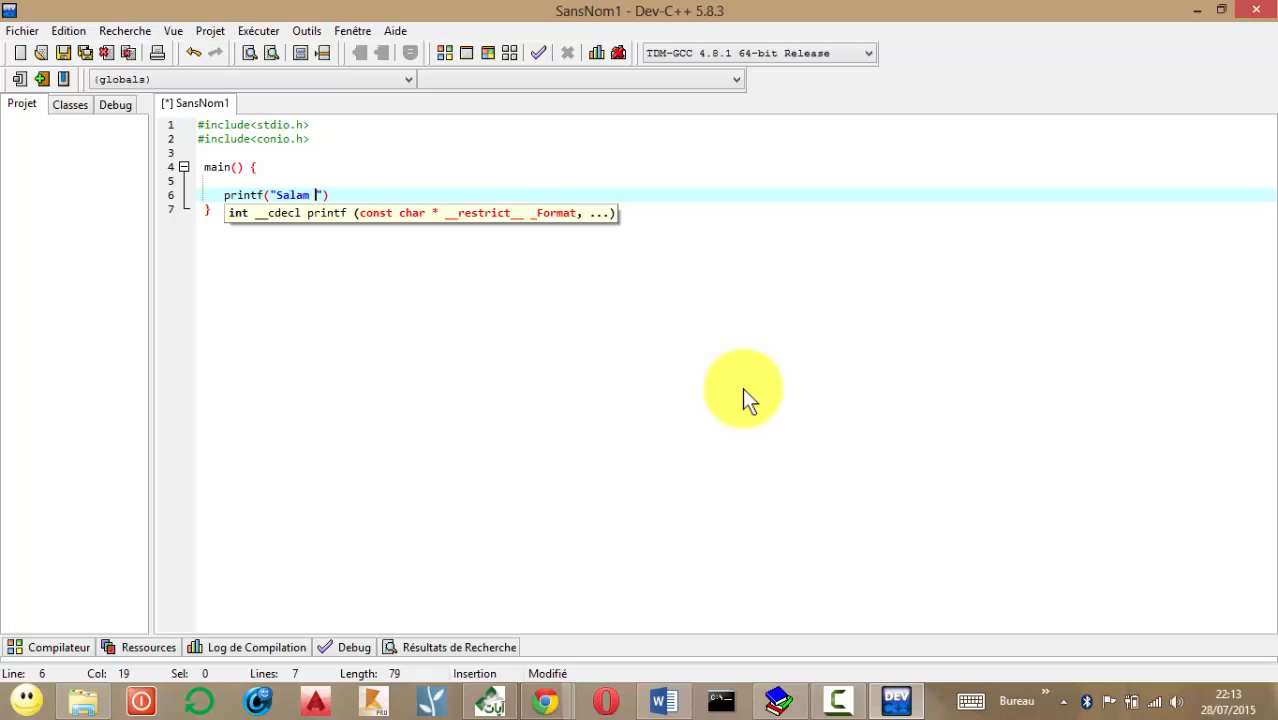 SansNom1 - Dev-C++ 5.8.3
Fichier Edition Recherche Vue Projet Exécuter Outils Fenêtre Aide
TDM-GCC 4.8.1 64-bit Release
(globals)
Projet Classes Debug [*] SansNom1
1 #include<stdio.h>
2 #include<conio.h>
3
4 main() {
5
6 printf("Salam ")
7 }
int __cdecl printf (const char * __restrict__ _Format, ...)
Compilateur Ressources Log de Compilation Debug Résultats de Recherche
Line: 6 Col: 19 Sel: 0 Lines: 7 Length: 79 Insertion Modifié
PRO C:\ DEV Bureau » 22:13
28/07/2015